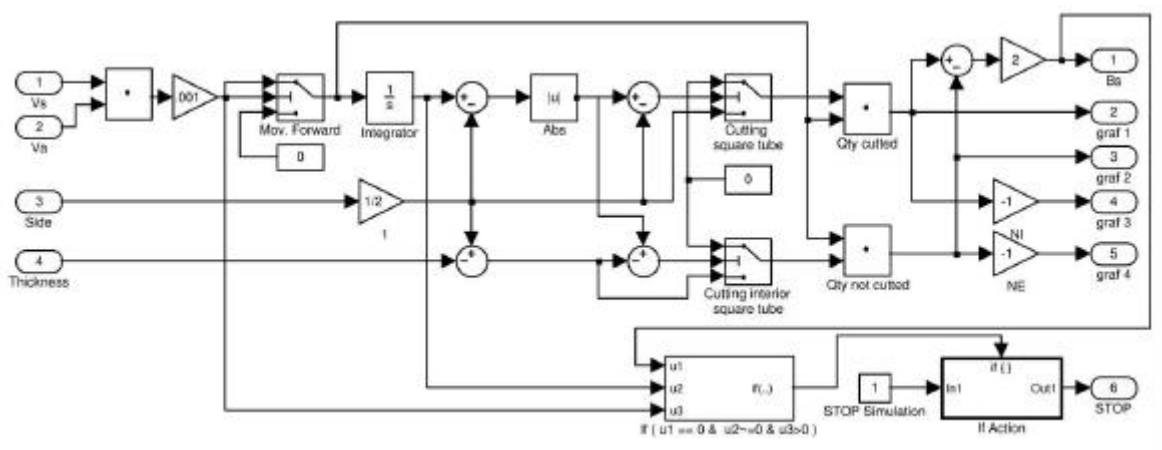 1
Vs
2
Va
.001
Mov. Forward
0
1
s
Integrator
|u|
Abs
Cutting
square tube
0
Qty cutted
2
1
Bs
2
graf 1
3
graf 2
-1
NI
4
graf 3
-1
NE
5
graf 4
3
Side
1/2
1
4
Thickness
Cutting interior
square tube
Qty not cutted
u1
u2
u3
if(..)
If ( u1 == 0 & u2~=0 & u3>0 )
1
STOP Simulation
if { }
In1
Out1
If Action
6
STOP